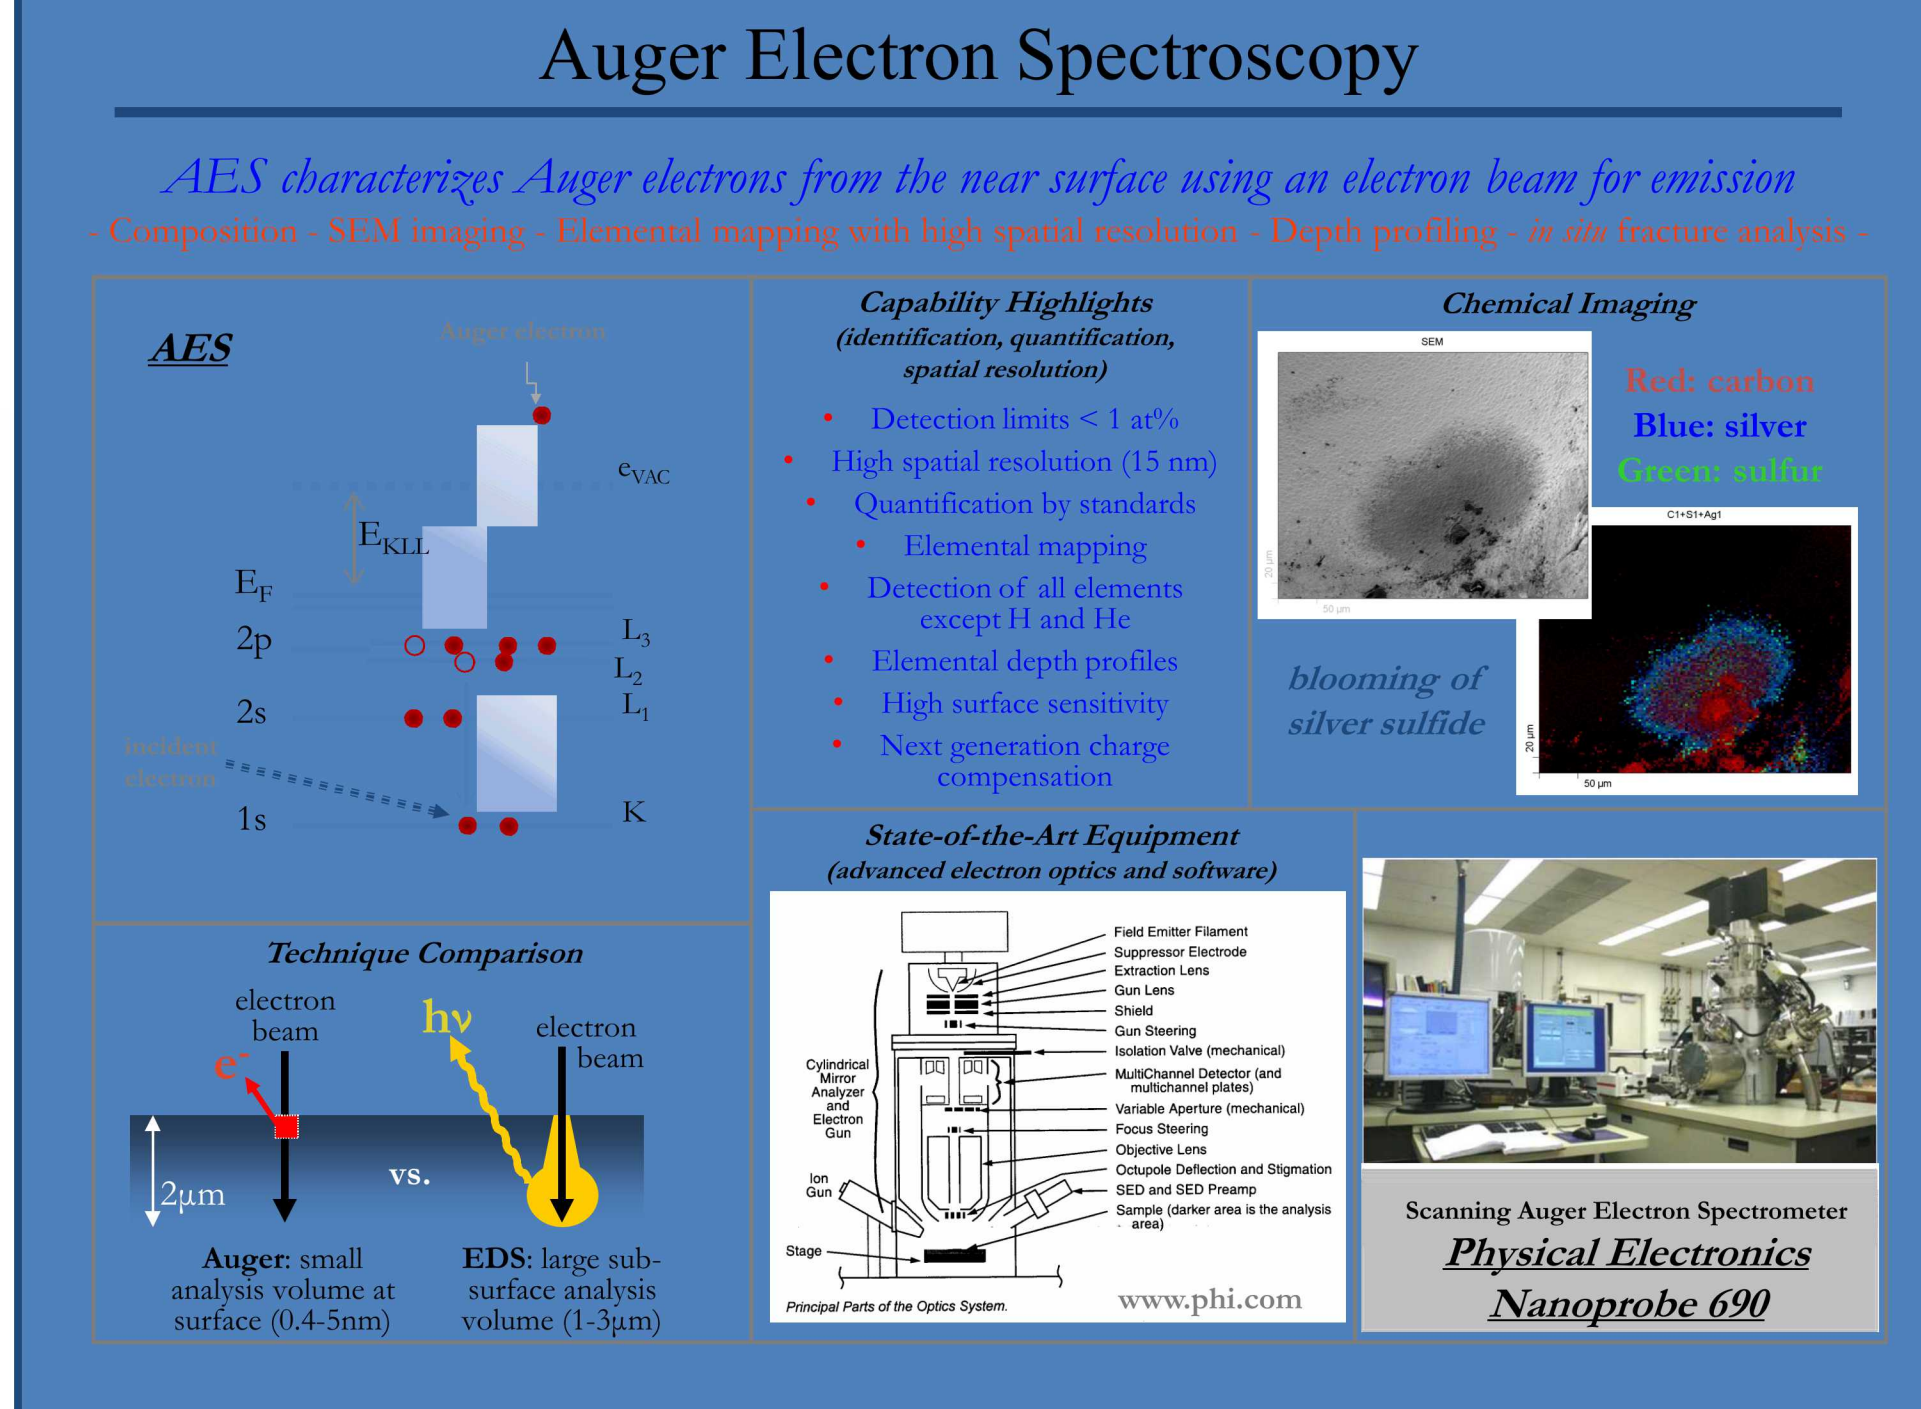 Auger Electron Spectroscopy
AES characterizes Auger electrons from the near surface using an electron beam for emission
- Composition - SEM imaging - Elemental mapping with high spatial resolution - Depth profiling - in situ fracture analysis -
AES
Auger electron
eVAC
EKLL
EF
2p
L3
L2
2s
L1
incident
electron
1s
K
Technique Comparison
electron
beam
e-
hν
electron
beam
2μm
vs.
Auger: small
analysis volume at
surface (0.4-5nm)
EDS: large sub-
surface analysis
volume (1-3μm)
Capability Highlights
(identification, quantification,
spatial resolution)
• Detection limits < 1 at%
• High spatial resolution (15 nm)
• Quantification by standards
• Elemental mapping
• Detection of all elements
except H and He
• Elemental depth profiles
• High surface sensitivity
• Next generation charge
compensation
Chemical Imaging
SEM
20 μm
50 μm
Red: carbon
Blue: silver
Green: sulfur
C1+S1+Ag1
20 μm
50 μm
blooming of
silver sulfide
State-of-the-Art Equipment
(advanced electron optics and software)
Field Emitter Filament
Suppressor Electrode
Extraction Lens
Gun Lens
Shield
Gun Steering
Isolation Valve (mechanical)
MultiChannel Detector (and
multichannel plates)
Variable Aperture (mechanical)
Focus Steering
Objective Lens
Octupole Deflection and Stigmation
SED and SED Preamp
Sample (darker area is the analysis
area)
Cylindrical
Mirror
Analyzer
and
Electron
Gun
Ion
Gun
Stage
Principal Parts of the Optics System.
www.phi.com
Scanning Auger Electron Spectrometer
Physical Electronics
Nanoprobe 690